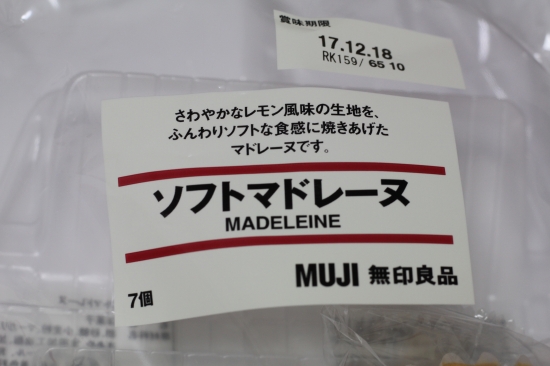 賞味期限
17.12.18
RK159/ 65 10
さわやかなレモン風味の生地を、
ふんわりソフトな食感に焼きあげた
マドレーヌです。
ソフトマドレーヌ
MADELEINE
MUJI 無印良品
7個